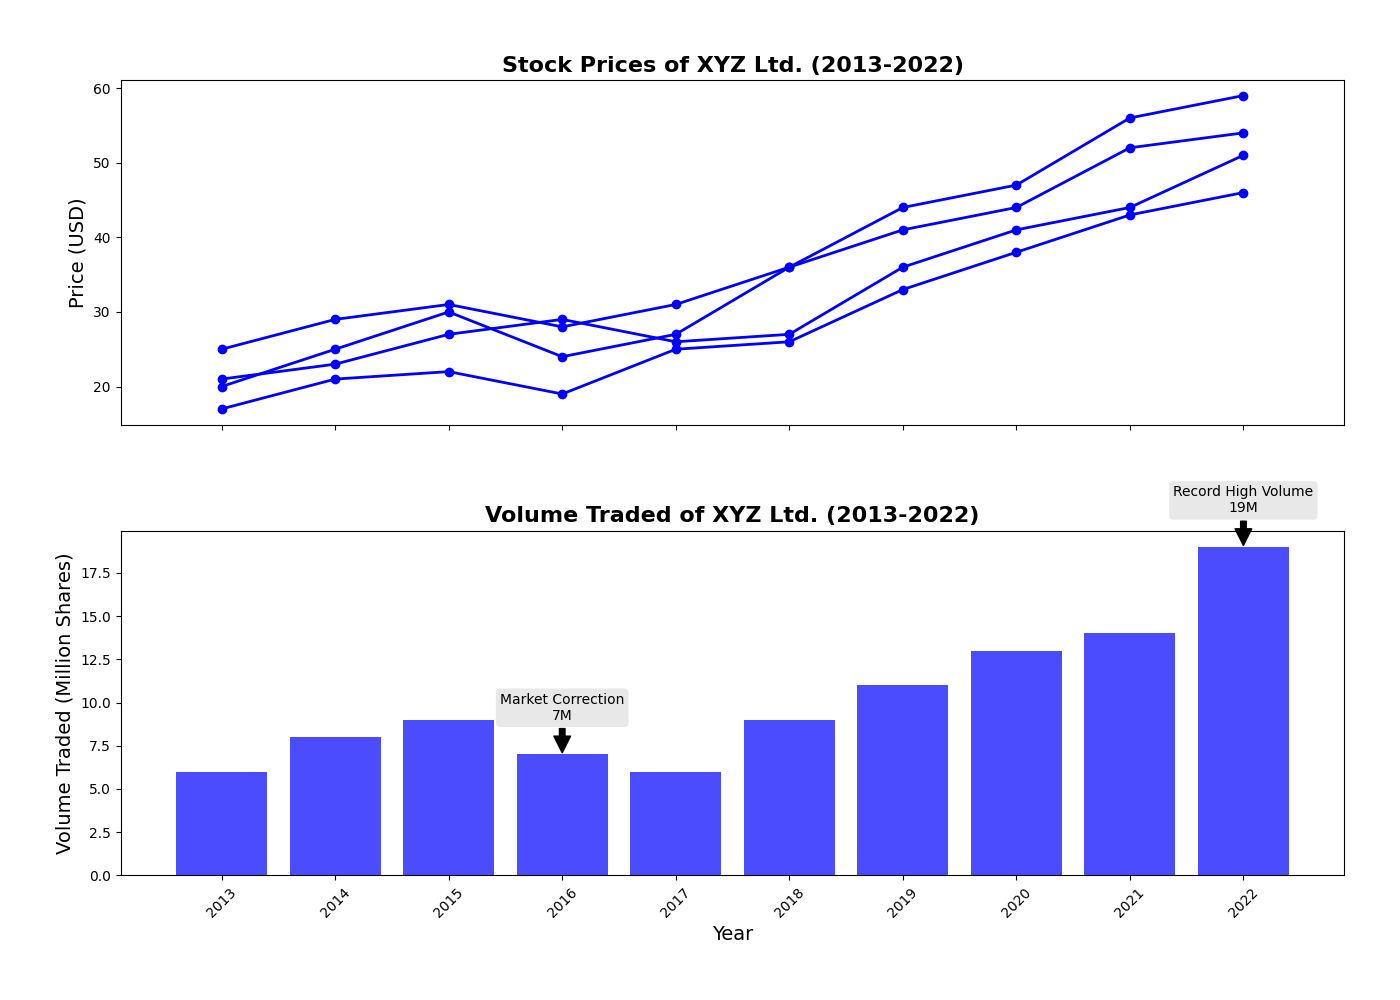 Stock Prices of XYZ Ltd. (2013-2022)
Price (USD)
60
50
40
30
20
Record High Volume
19M
Volume Traded of XYZ Ltd. (2013-2022)
Volume Traded (Million Shares)
17.5
15.0
12.5
10.0
7.5
5.0
2.5
0.0
Market Correction
7M
2013
2014
2015
2016
2017
2018
2019
2020
2021
2022
Year